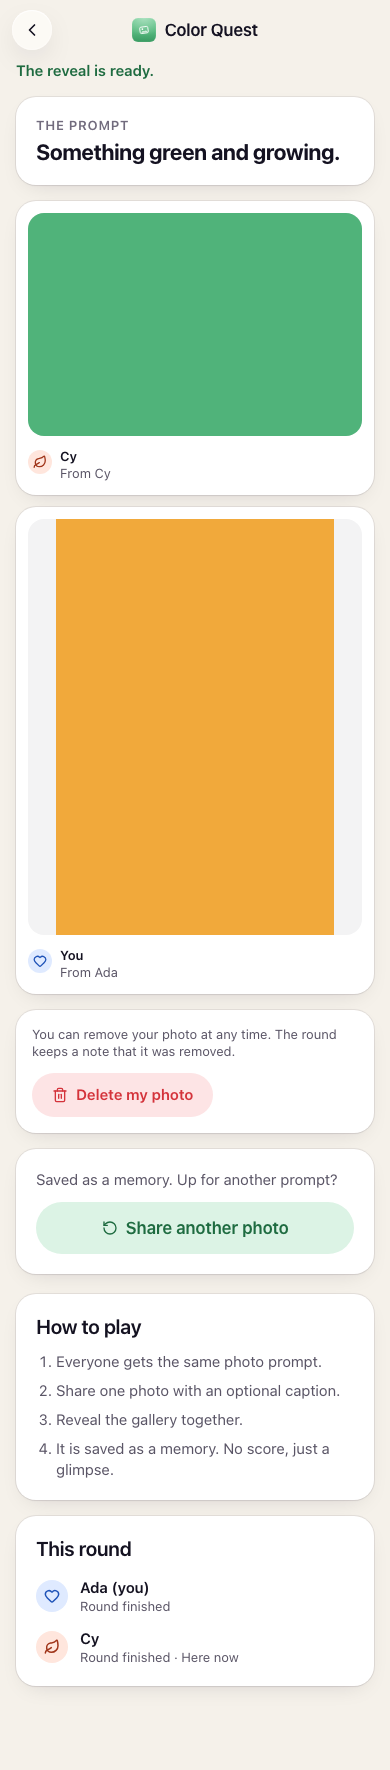 Color Quest
The reveal is ready.
THE PROMPT
Something green and growing.
Cy
From Cy
You
From Ada
You can remove your photo at any time. The round
keeps a note that it was removed.
Delete my photo
Saved as a memory. Up for another prompt?
Share another photo
How to play
1. Everyone gets the same photo prompt.
2. Share one photo with an optional caption.
3. Reveal the gallery together.
4. It is saved as a memory. No score, just a
glimpse.
This round
Ada (you)
Round finished
Cy
Round finished · Here now